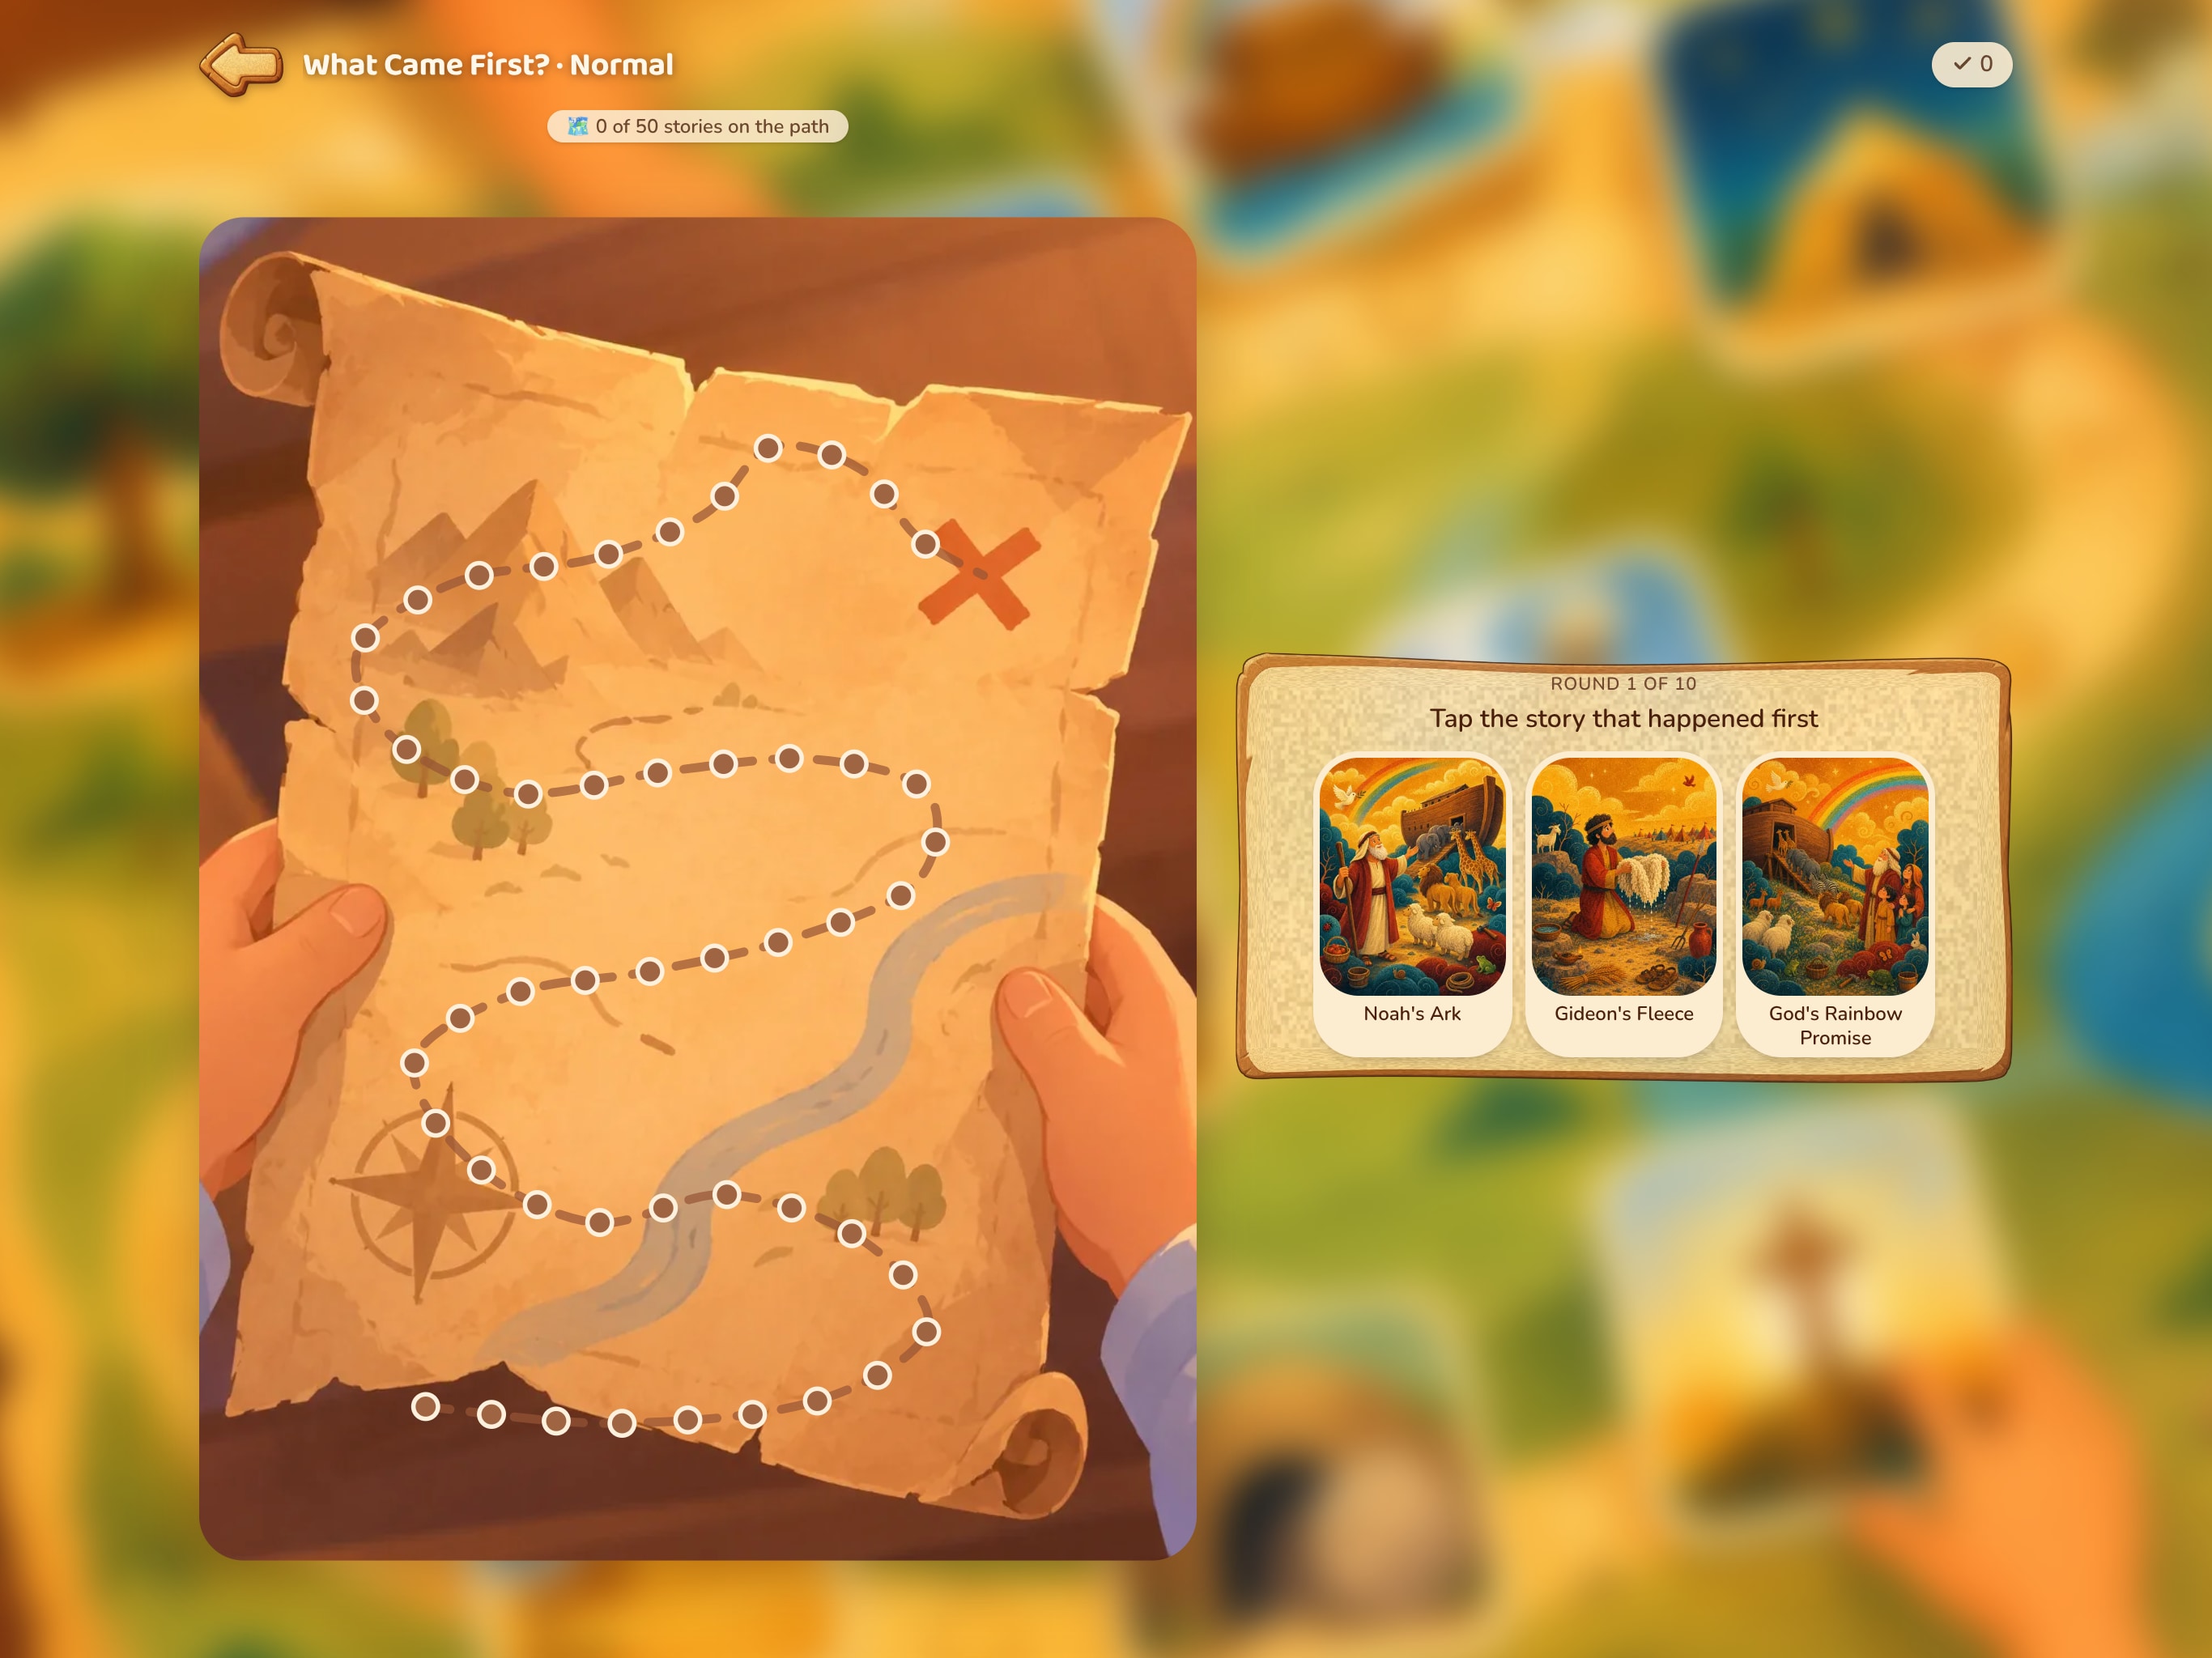 What Came First? • Normal
✓ 0
🗺️ 0 of 50 stories on the path
ROUND 1 OF 10
Tap the story that happened first
Noah's Ark
Gideon's Fleece
God's Rainbow
Promise